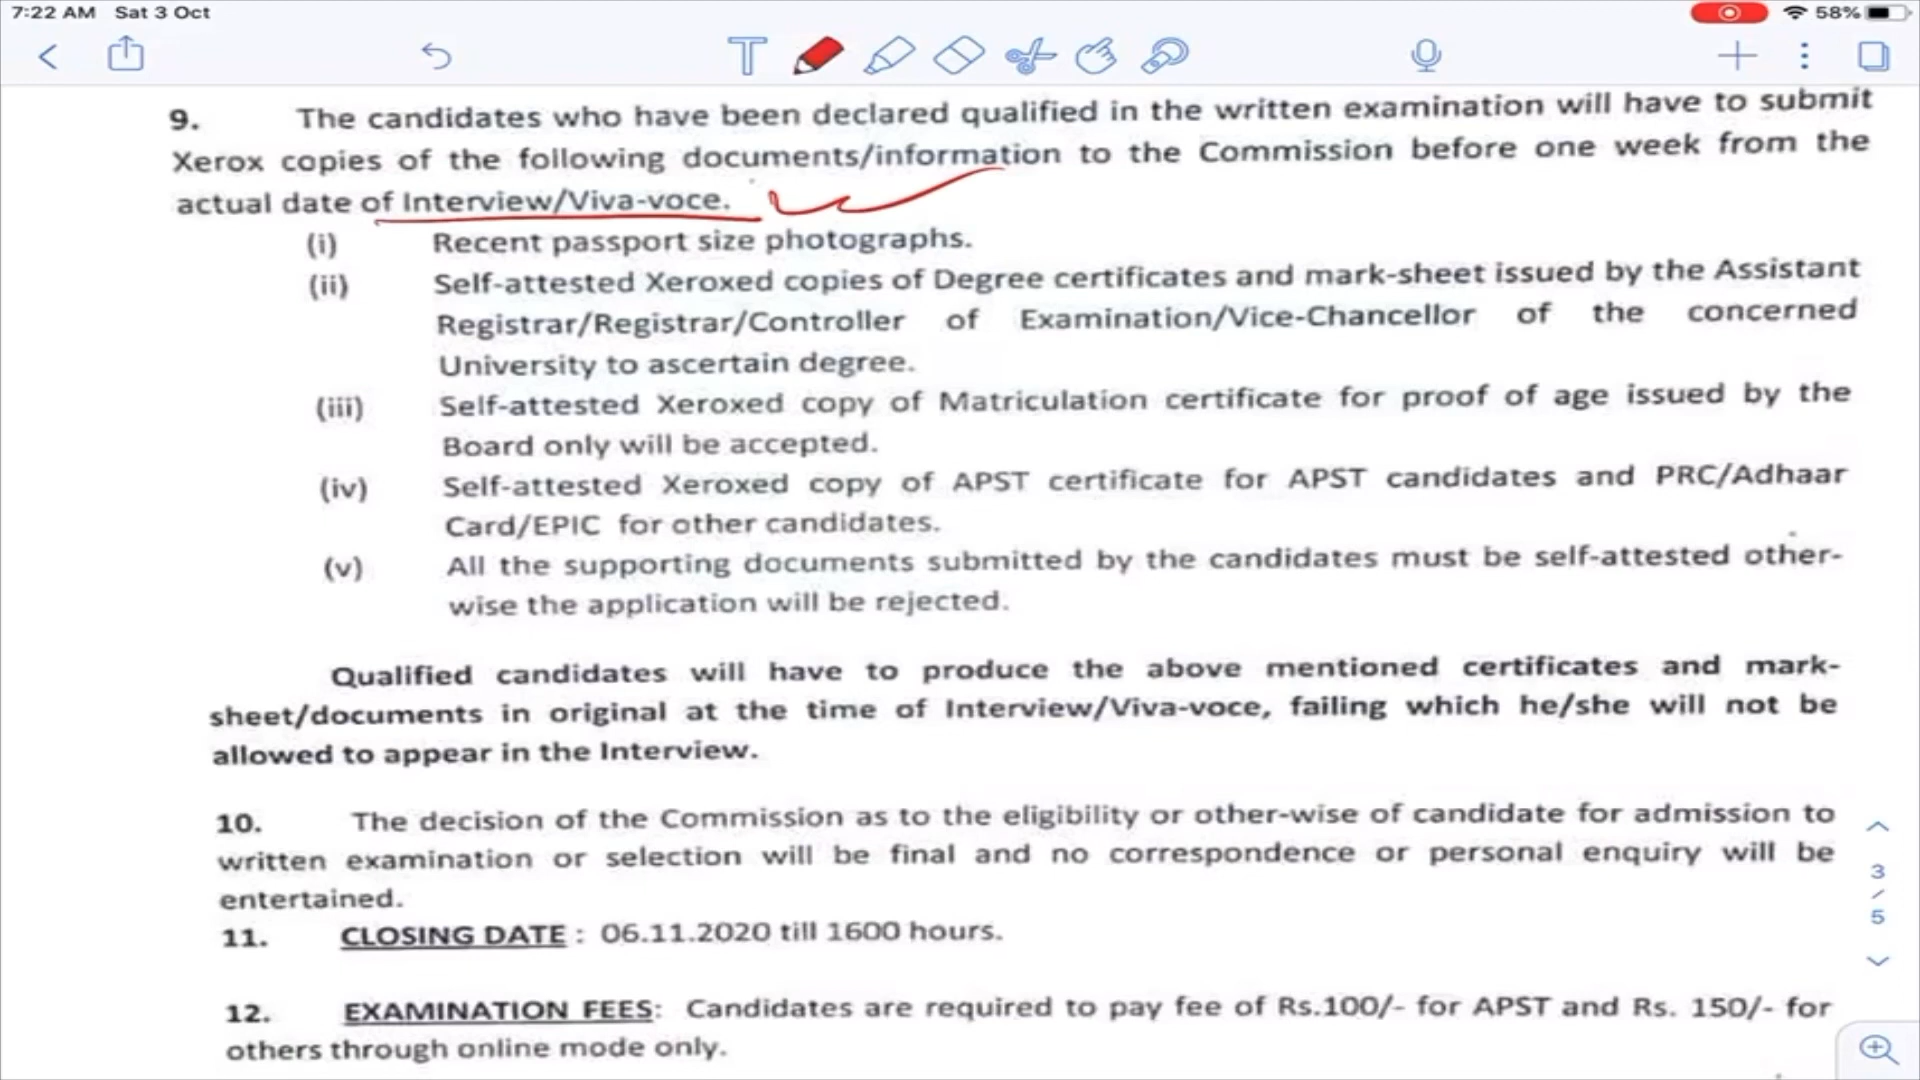 7:22 AM Sat 3 Oct
58%
9. The candidates who have been declared qualified in the written examination will have to submit
Xerox copies of the following documents/information to the Commission before one week from the
actual date of Interview/Viva-voce.
(i) Recent passport size photographs.
(ii) Self-attested Xeroxed copies of Degree certificates and mark-sheet issued by the Assistant
Registrar/Registrar/Controller of Examination/Vice-Chancellor of the concerned
University to ascertain degree.
(iii) Self-attested Xeroxed copy of Matriculation certificate for proof of age issued by the
Board only will be accepted.
(iv) Self-attested Xeroxed copy of APST certificate for APST candidates and PRC/Adhaar
Card/EPIC for other candidates.
(v) All the supporting documents submitted by the candidates must be self-attested other-
wise the application will be rejected.
Qualified candidates will have to produce the above mentioned certificates and mark-
sheet/documents in original at the time of Interview/Viva-voce, failing which he/she will not be
allowed to appear in the Interview.
10. The decision of the Commission as to the eligibility or other-wise of candidate for admission to
written examination or selection will be final and no correspondence or personal enquiry will be
entertained.
11. CLOSING DATE : 06.11.2020 till 1600 hours.
12. EXAMINATION FEES: Candidates are required to pay fee of Rs.100/- for APST and Rs. 150/- for
others through online mode only.
3
/
5